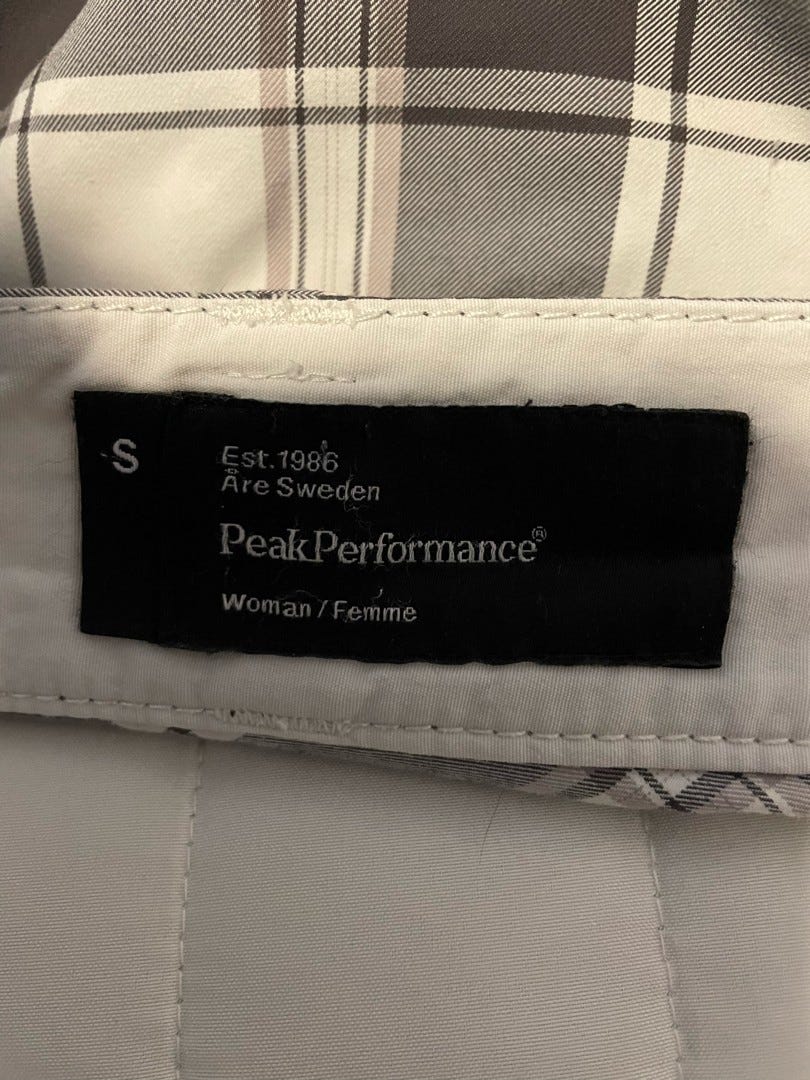 S
Est.1986
Åre Sweden
PeakPerformance®
Woman / Femme